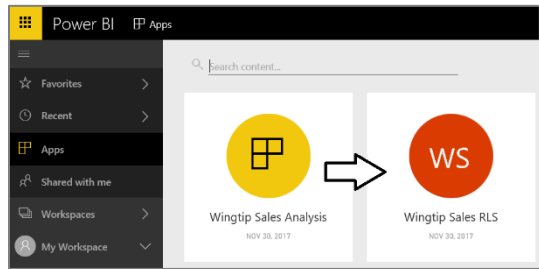 Power BI Apps
Search content...
Favorites
Recent
Apps
Shared with me
Workspaces
My Workspace
WS
Wingtip Sales Analysis
Wingtip Sales RLS
NOV 30, 2017
NOV 30, 2017